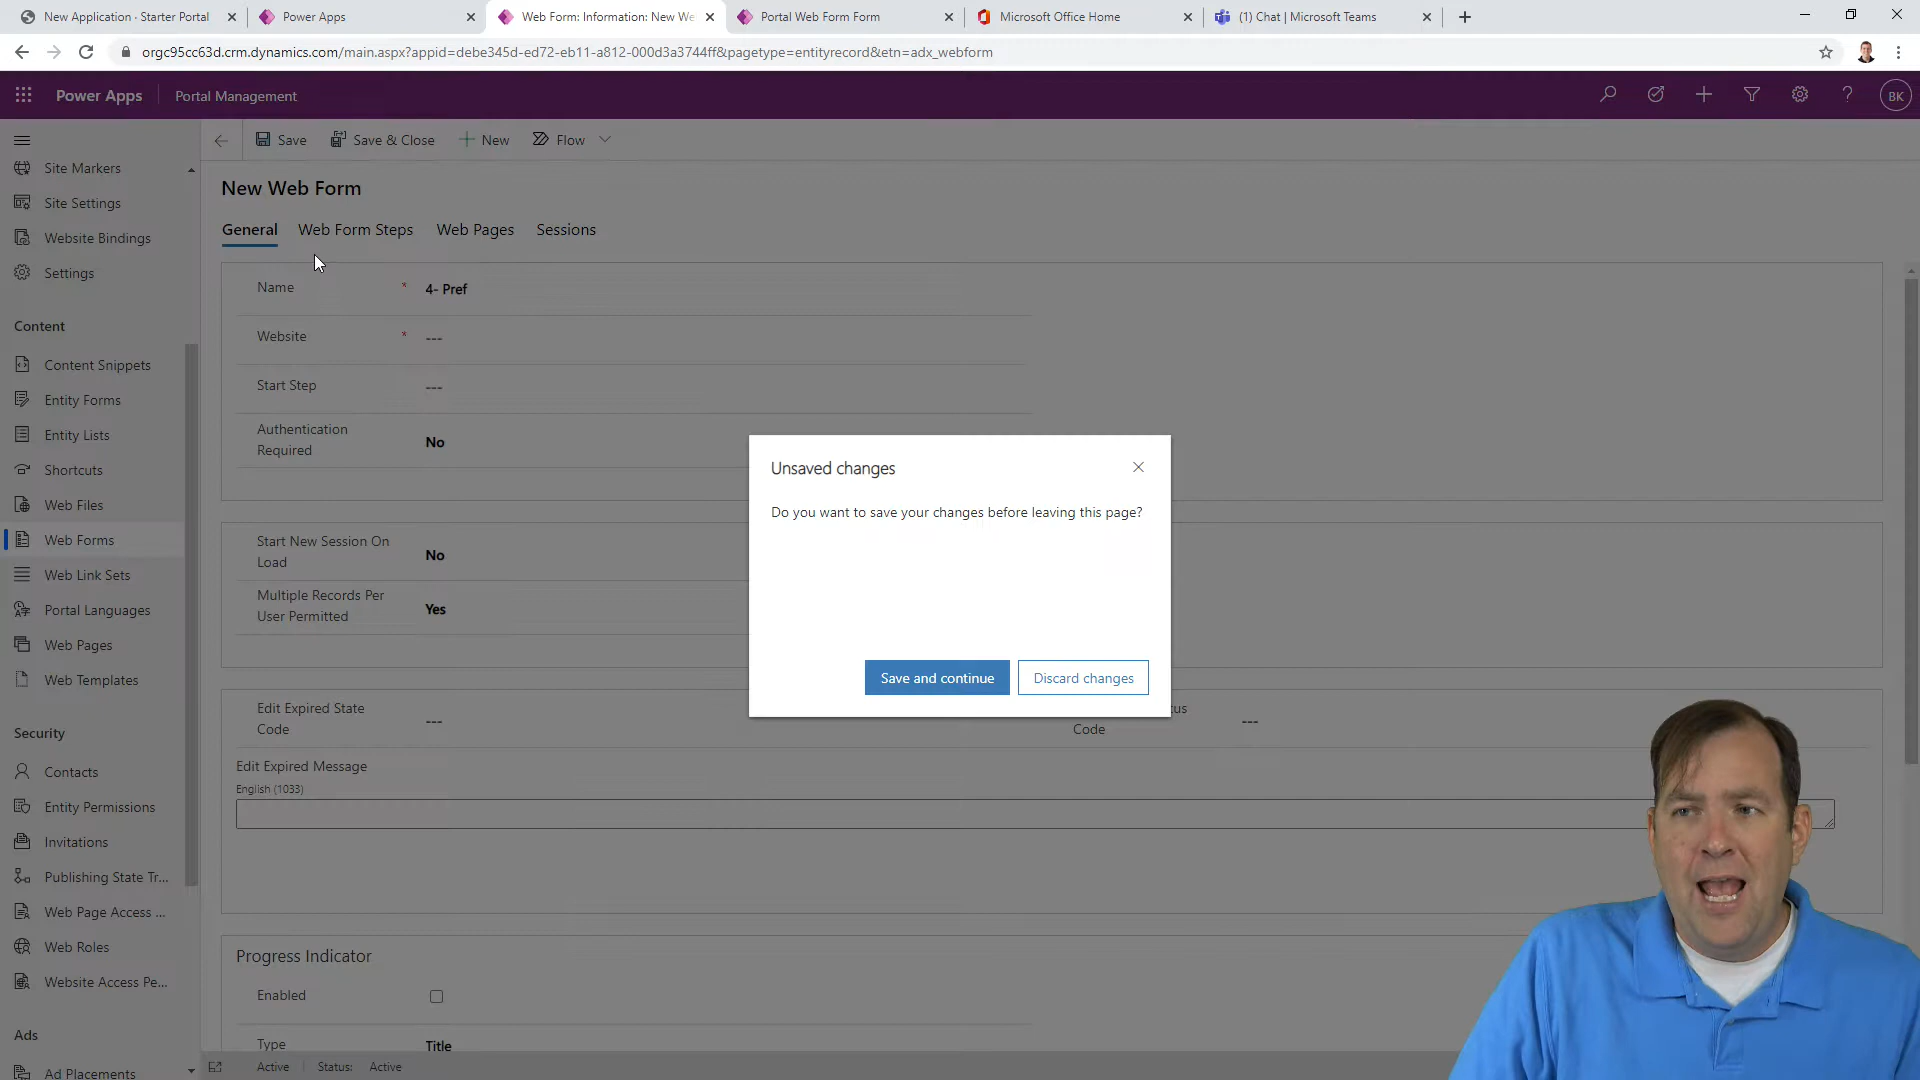 New Application · Starter Portal
Power Apps
Web Form: Information: New We
Portal Web Form Form
Microsoft Office Home
(1) Chat | Microsoft Teams
orgc95cc63d.crm.dynamics.com/main.aspx?appid=debe345d-ed72-eb11-a812-000d3a3744ff&pagetype=entityrecord&etn=adx_webform
Power Apps
Portal Management
BK
Save
Save & Close
New
Flow
Site Markers
Site Settings
Website Bindings
Settings
Content
Content Snippets
Entity Forms
Entity Lists
Shortcuts
Web Files
Web Forms
Web Link Sets
Portal Languages
Web Pages
Web Templates
Security
Contacts
Entity Permissions
Invitations
Publishing State Tr...
Web Page Access ...
Web Roles
Website Access Pe...
Ads
Ad Placements
New Web Form
General
Web Form Steps
Web Pages
Sessions
Name * 4- Pref
Website * ---
Start Step ---
Authentication
Required
No
Start New Session On
Load
No
Multiple Records Per
User Permitted
Yes
Edit Expired State
Code
---
tus
Code
---
Edit Expired Message
English (1033)
Progress Indicator
Enabled
Type Title
Active
Status:
Active
Unsaved changes
Do you want to save your changes before leaving this page?
Save and continue
Discard changes